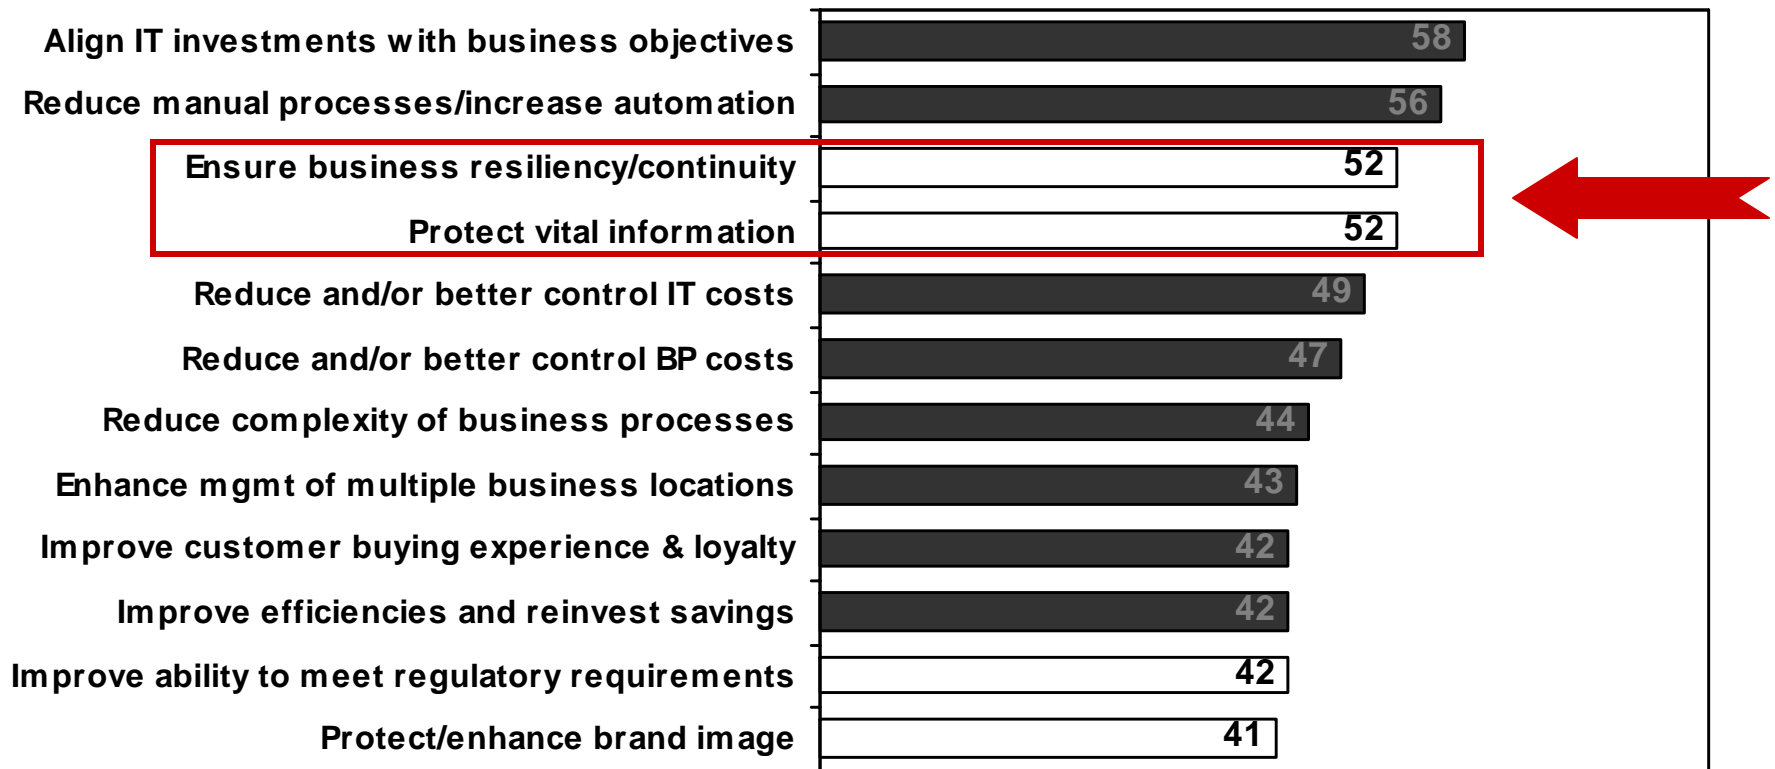 Align IT investments with business objectives 58
Reduce manual processes/increase automation 56
Ensure business resiliency/continuity 52
Protect vital information 52
Reduce and/or better control IT costs 49
Reduce and/or better control BP costs 47
Reduce complexity of business processes 44
Enhance mgmt of multiple business locations 43
Improve customer buying experience & loyalty 42
Improve efficiencies and reinvest savings 42
Improve ability to meet regulatory requirements 42
Protect/enhance brand image 41